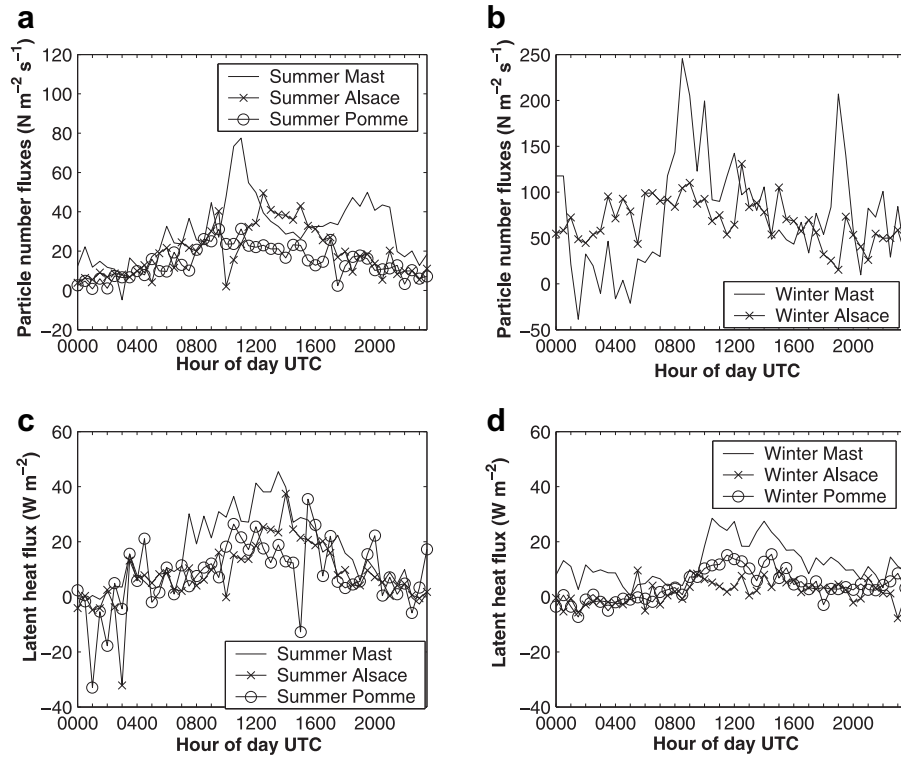 a
Particle number fluxes (N m−2 s−1)
120
100
80
60
40
20
0
−20
Summer Mast
Summer Alsace
Summer Pomme
0000 0400 0800 1200 1600 2000
Hour of day UTC
b
Particle number fluxes (N m−2 s−1)
250
200
150
100
50
0
−50
Winter Mast
Winter Alsace
0000 0400 0800 1200 1600 2000
Hour of day UTC
c
Latent heat flux (W m−2)
60
40
20
0
−20
−40
Summer Mast
Summer Alsace
Summer Pomme
0000 0400 0800 1200 1600 2000
Hour of day UTC
d
Latent heat flux (W m−2)
60
40
20
0
−20
−40
Winter Mast
Winter Alsace
Winter Pomme
0000 0400 0800 1200 1600 2000
Hour of day UTC